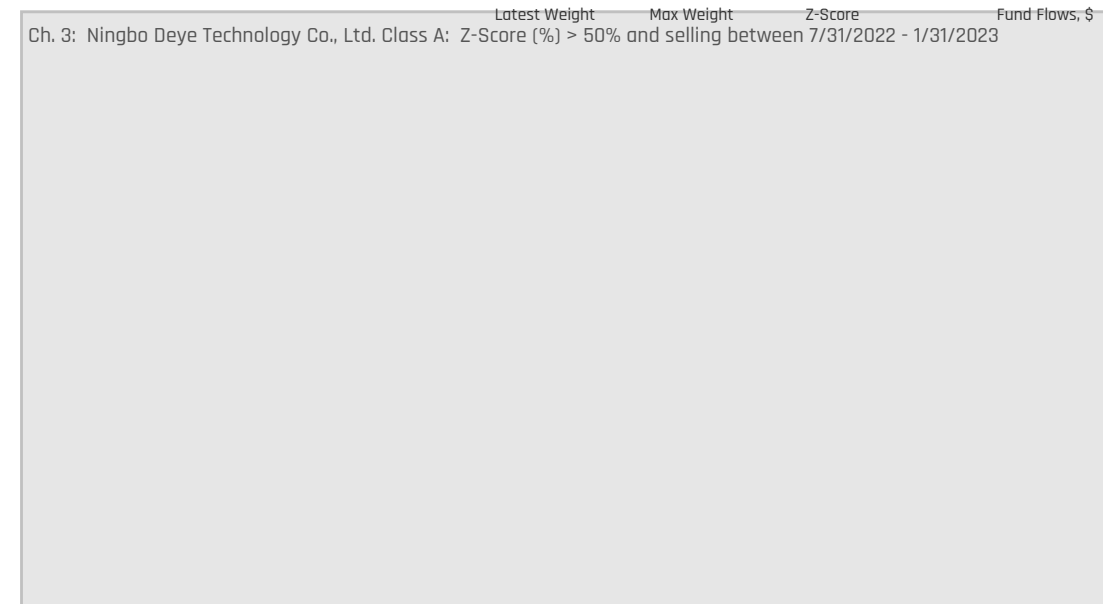 Latest Weight Max Weight Z-Score Fund Flows, $
Ch. 3: Ningbo Deye Technology Co., Ltd. Class A: Z-Score (%) > 50% and selling between 7/31/2022 - 1/31/2023